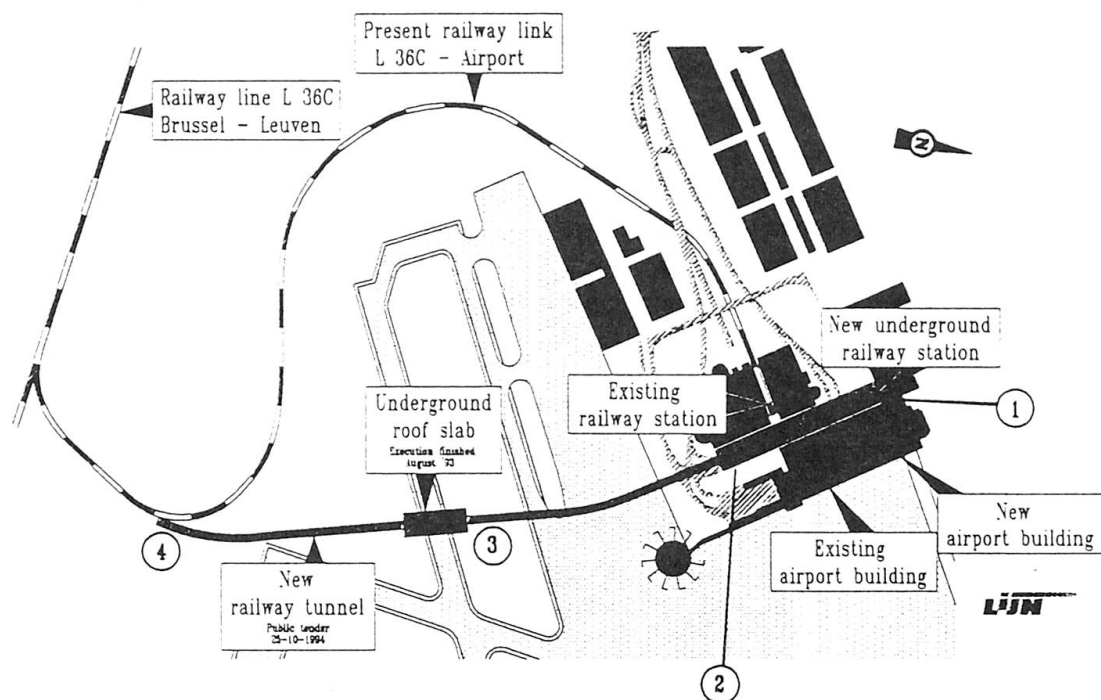 Present railway link
L 36C - Airport
Railway line L 36C
Brussel - Leuven
N
New underground
railway station
Existing
railway station
1
Underground
roof slab
Execution finished
August '93
New
airport building
4
3
Existing
airport building
New
railway tunnel
Public tender
25-10-1994
LIJN
2